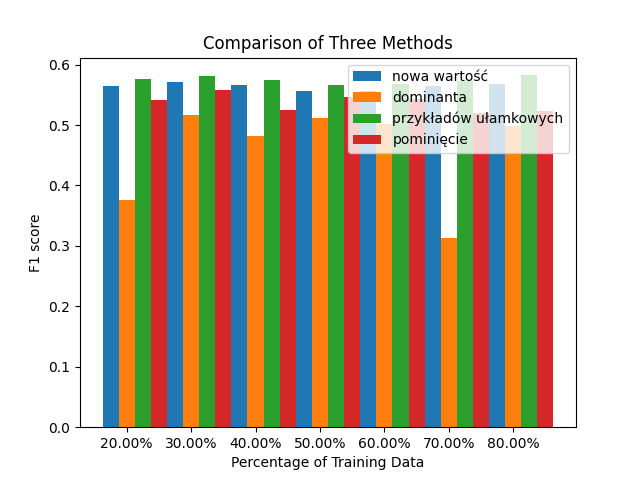 Comparison of Three Methods
nowa wartość
dominanta
przykładów ułamkowych
pominięcie
F1 score
0.6
0.5
0.4
0.3
0.2
0.1
0.0
20.00% 30.00% 40.00% 50.00% 60.00% 70.00% 80.00%
Percentage of Training Data